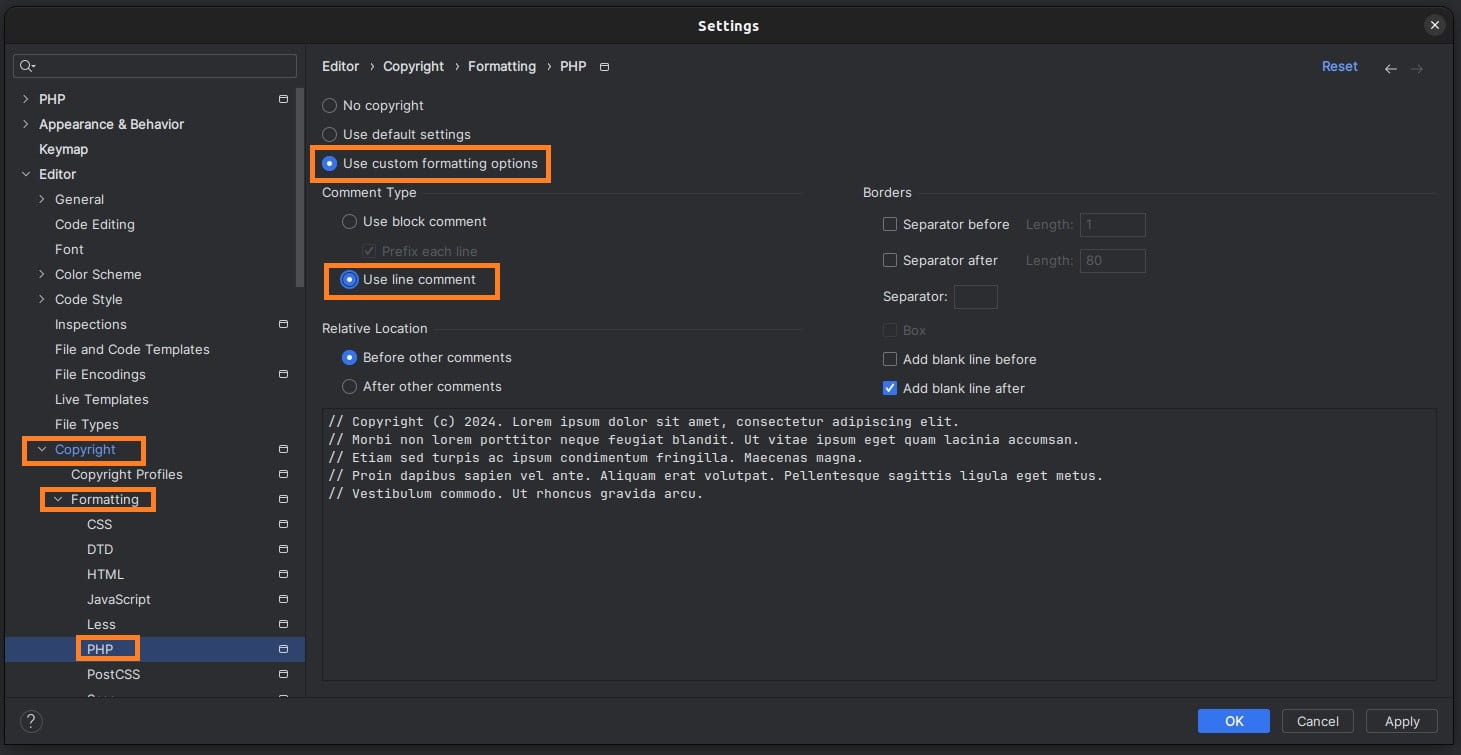 Settings
Editor › Copyright › Formatting › PHP
Reset
PHP
Appearance & Behavior
Keymap
Editor
General
Code Editing
Font
Color Scheme
Code Style
Inspections
File and Code Templates
File Encodings
Live Templates
File Types
Copyright
Copyright Profiles
Formatting
CSS
DTD
HTML
JavaScript
Less
PHP
PostCSS
No copyright
Use default settings
Use custom formatting options
Comment Type
Use block comment
Prefix each line
Use line comment
Relative Location
Before other comments
After other comments
Borders
Separator before Length: 1
Separator after Length: 80
Separator:
Box
Add blank line before
Add blank line after
// Copyright (c) 2024. Lorem ipsum dolor sit amet, consectetur adipiscing elit.
// Morbi non lorem porttitor neque feugiat blandit. Ut vitae ipsum eget quam lacinia accumsan.
// Etiam sed turpis ac ipsum condimentum fringilla. Maecenas magna.
// Proin dapibus sapien vel ante. Aliquam erat volutpat. Pellentesque sagittis ligula eget metus.
// Vestibulum commodo. Ut rhoncus gravida arcu.
?
OK
Cancel
Apply